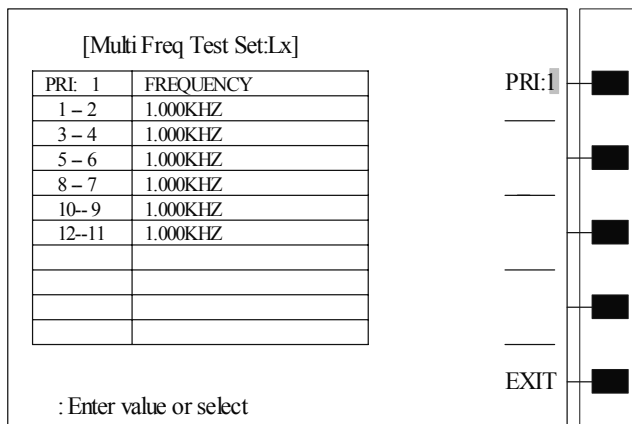 [Multi Freq Test Set:Lx]
PRI: 1 FREQUENCY
1 – 2 1.000KHZ
3 – 4 1.000KHZ
5 – 6 1.000KHZ
8 – 7 1.000KHZ
10-- 9 1.000KHZ
12--11 1.000KHZ
PRI:1
EXIT
: Enter value or select